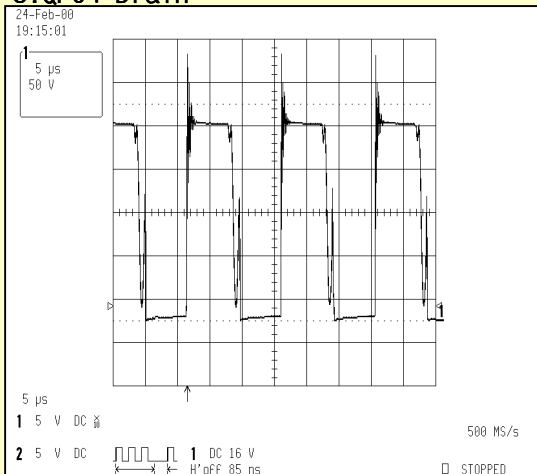 24-Feb-00
19:15:01
1
5 µs
50 V
1
5 µs
1 5 V DC
2 5 V DC
1 DC 16 V
H'off 85 ns
500 MS/s
STOPPED